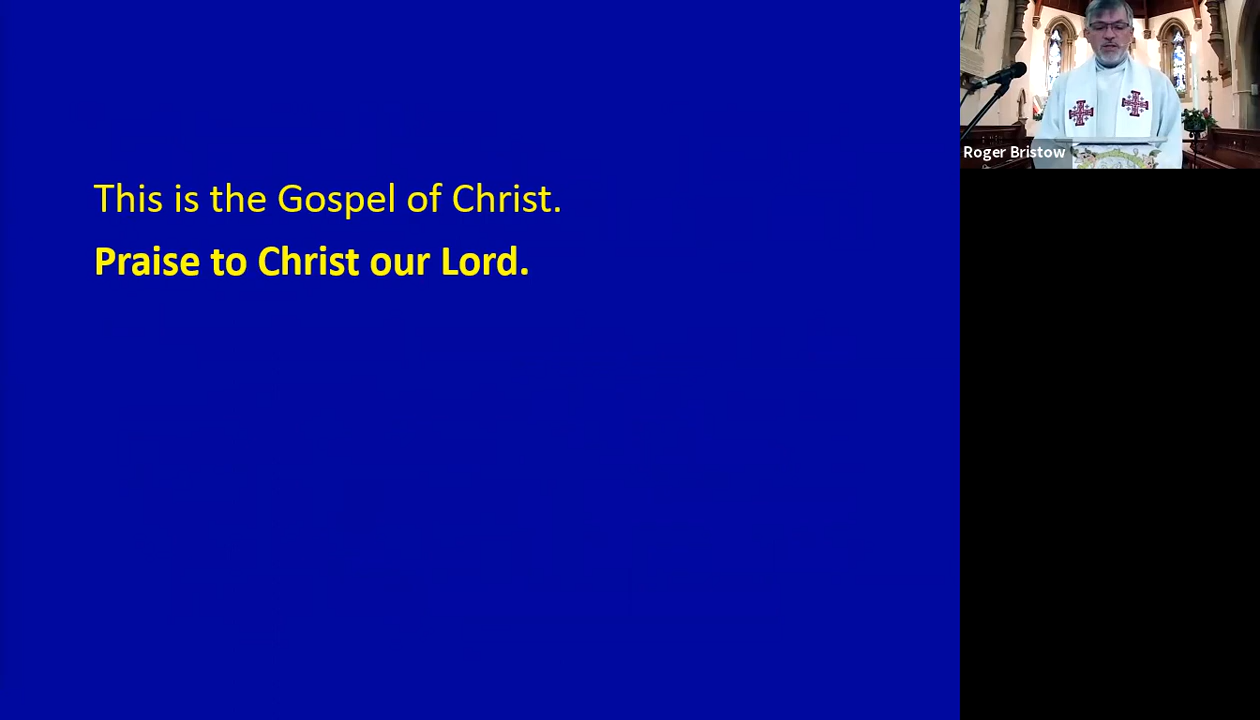 This is the Gospel of Christ.
Praise to Christ our Lord.
Roger Bristow